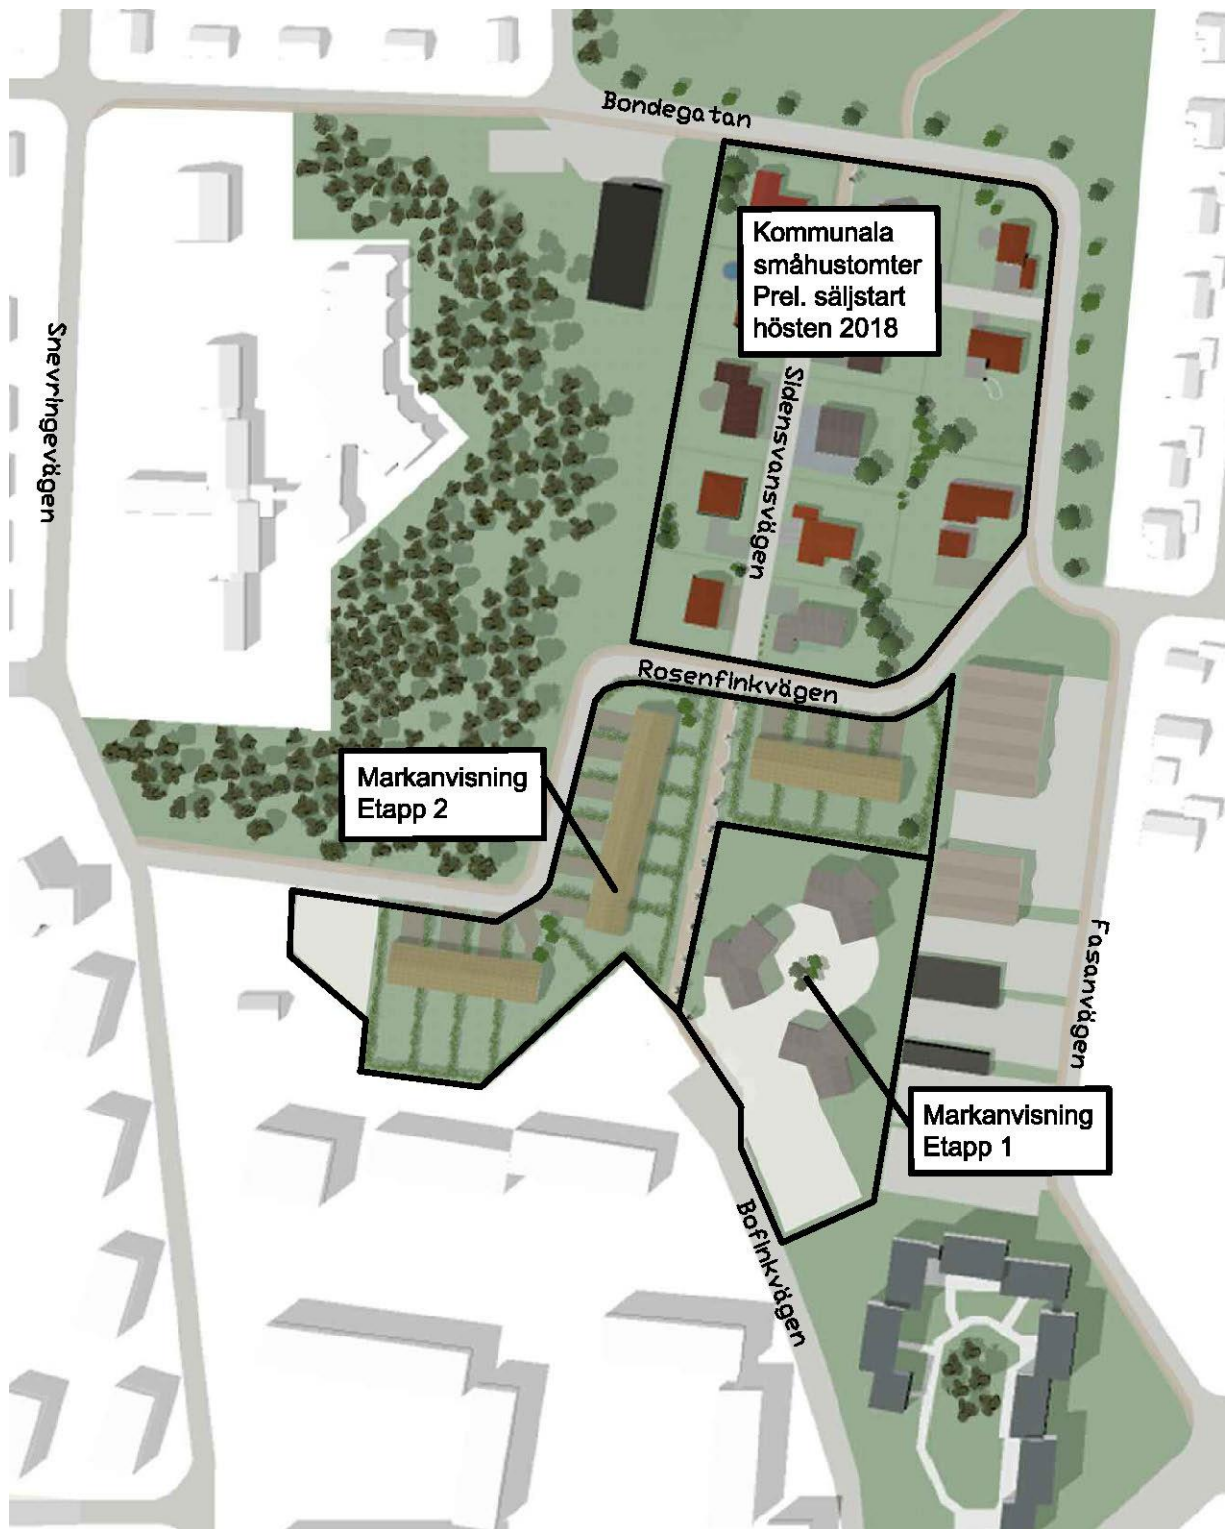 Bondegatan
Kommunala
småhustomter
Prel. säljstart
hösten 2018
Snevringevägen
Sidensvansvägen
Rosenfinkvägen
Markanvisning
Etapp 2
Fasanvägen
Markanvisning
Etapp 1
Bofinkvägen